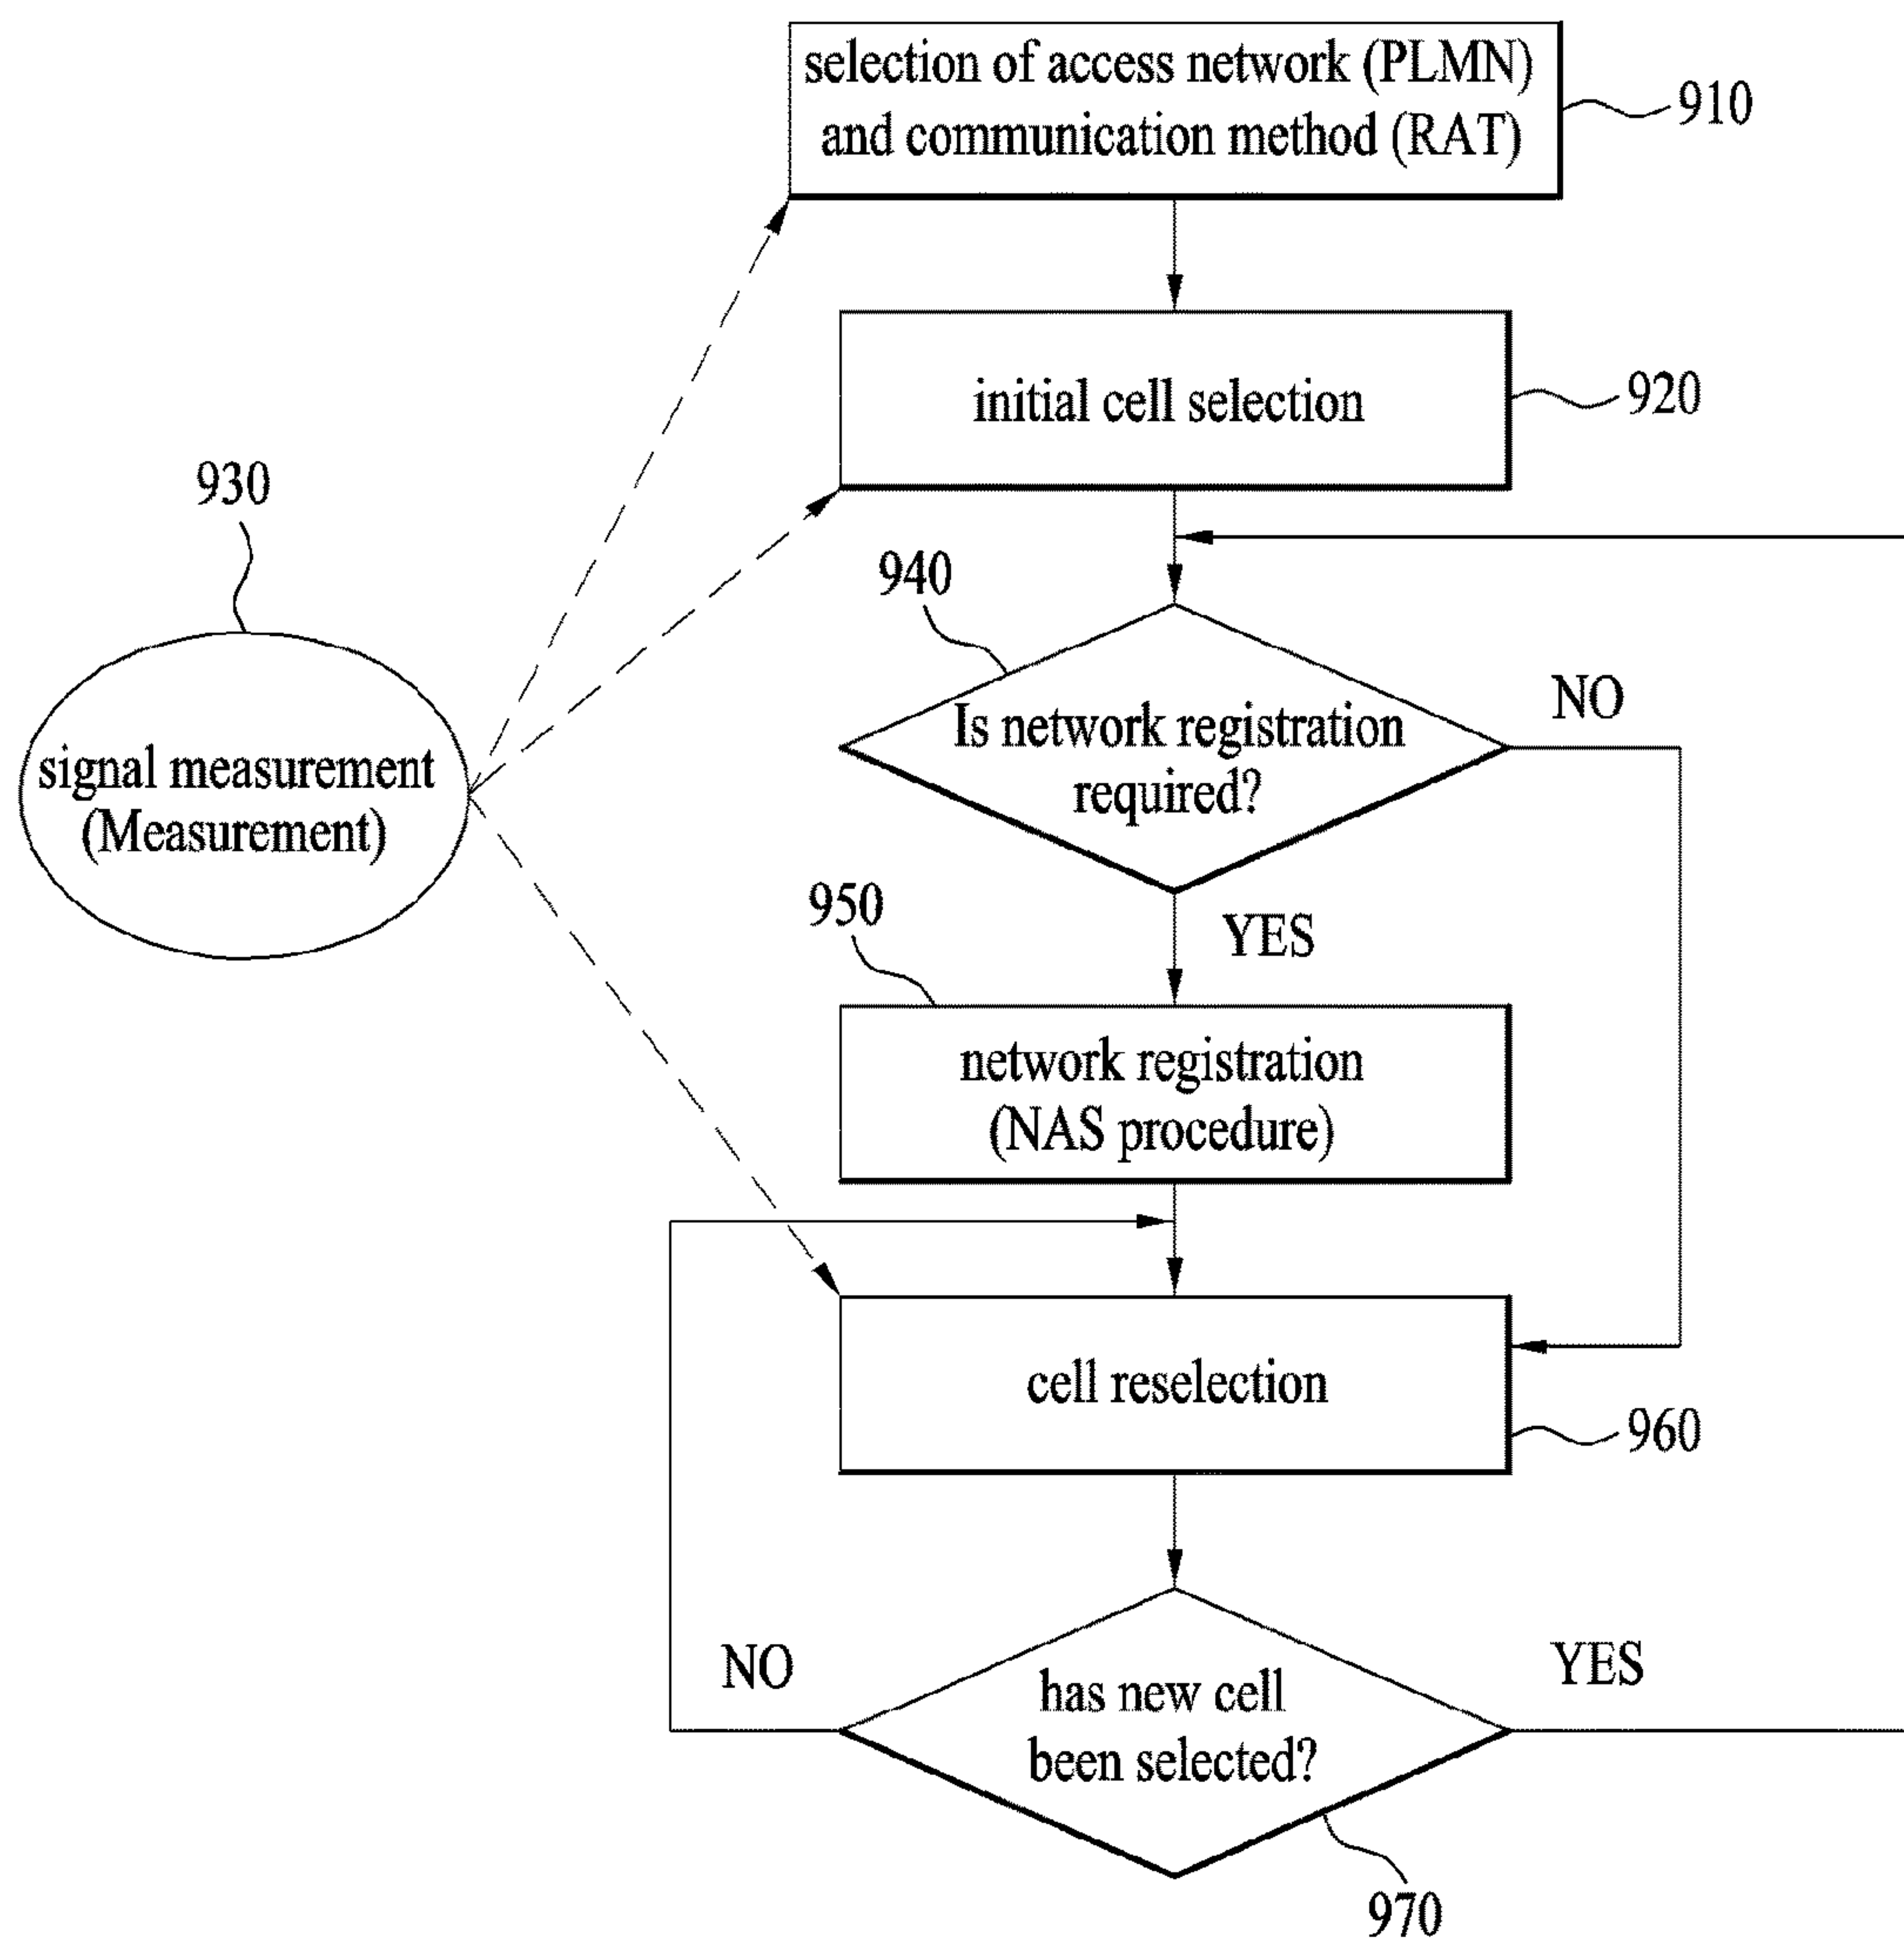 selection of access network (PLMN)
and communication method (RAT)
910
initial cell selection
920
930
signal measurement
(Measurement)
940
Is network registration
required?
NO
YES
950
network registration
(NAS procedure)
cell reselection
960
NO
has new cell
been selected?
YES
970